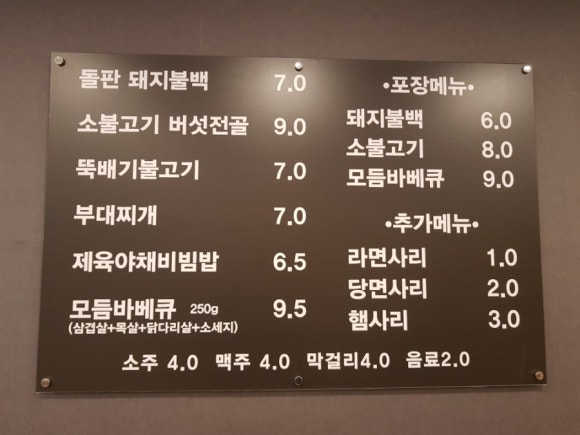 돌판 돼지불백 7.0
소불고기 버섯전골 9.0
뚝배기불고기 7.0
부대찌개 7.0
제육야채비빔밥 6.5
모듬바베큐 250g 9.5
(삼겹살+목살+닭다리살+소세지)
•포장메뉴•
돼지불백 6.0
소불고기 8.0
모듬바베큐 9.0
•추가메뉴•
라면사리 1.0
당면사리 2.0
햄사리 3.0
소주 4.0 맥주 4.0 막걸리4.0 음료2.0